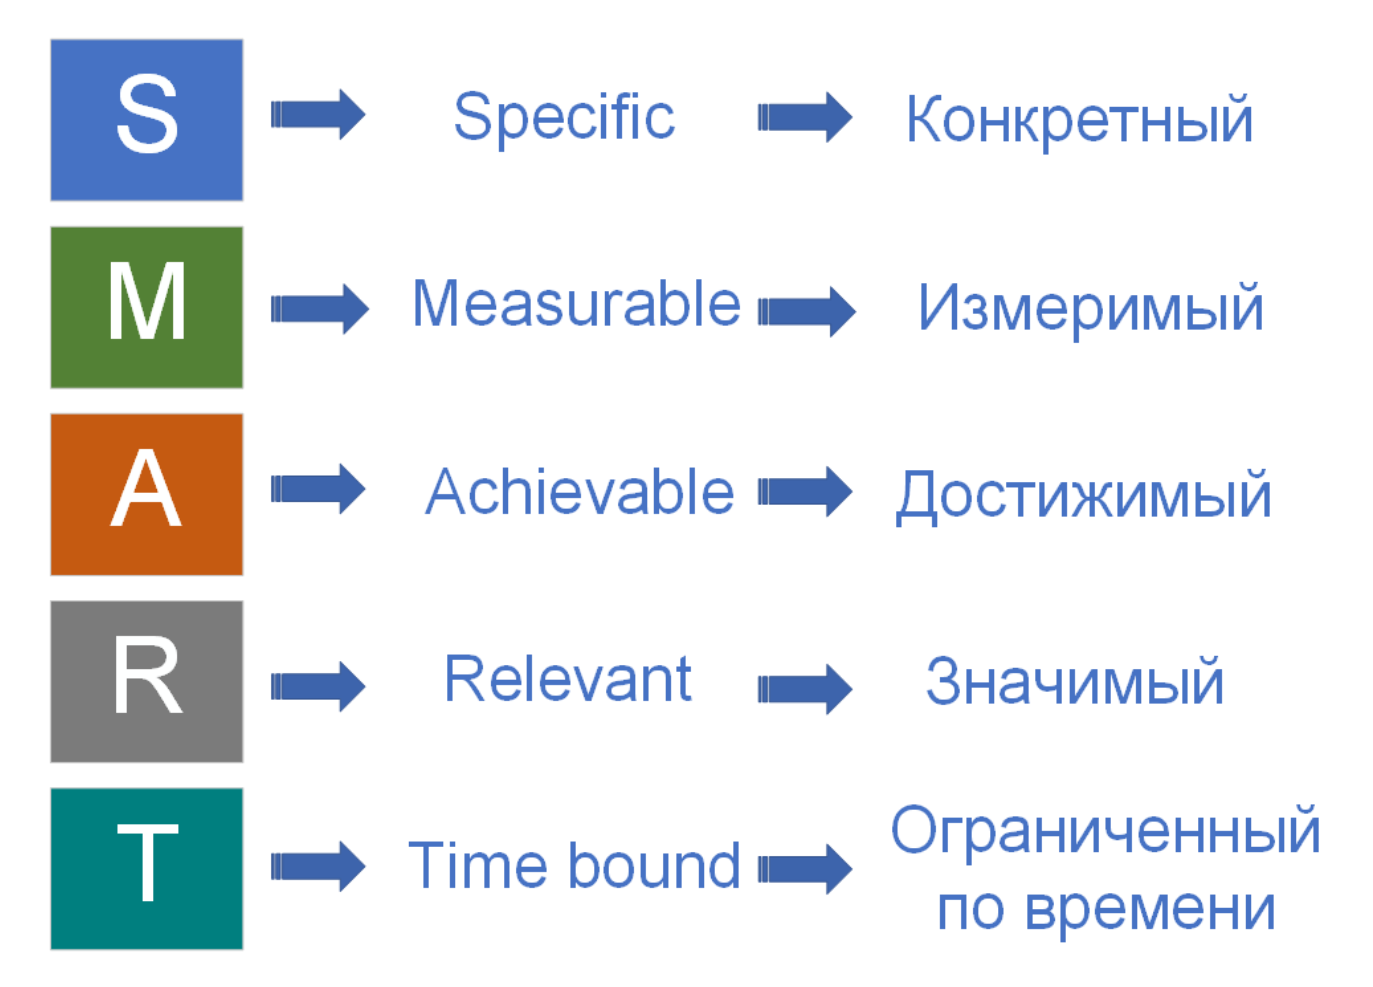 S Specific Конкретный
M Measurable Измеримый
A Achievable Достижимый
R Relevant Значимый
T Time bound Ограниченный
по времени